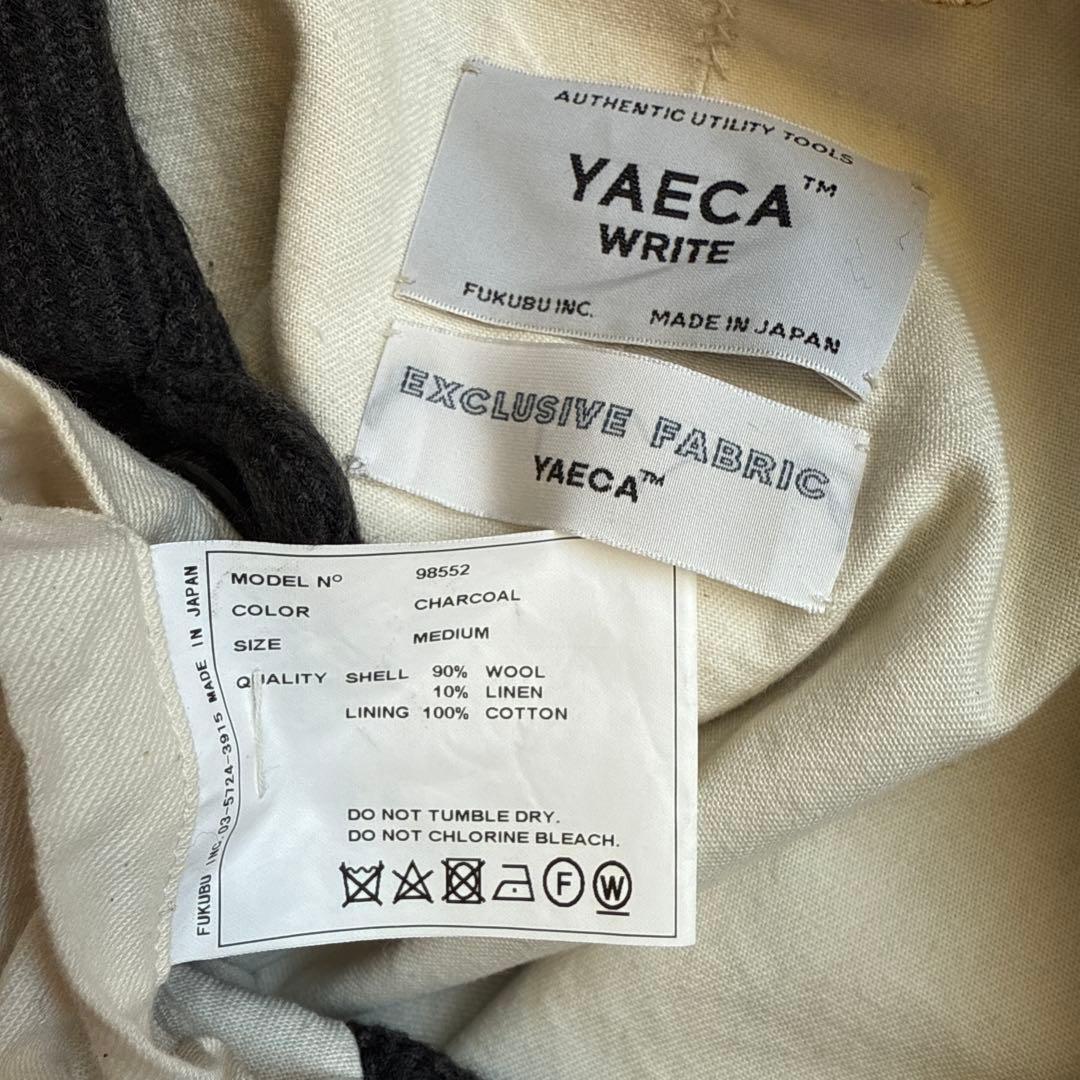 AUTHENTIC UTILITY TOOLS
YAECA™
WRITE
FUKUBU INC. MADE IN JAPAN
EXCLUSIVE FABRIC
YAECA™
FUKUBU INC. 03-5724-3915 MADE IN JAPAN
MODEL Nº 98552
COLOR CHARCOAL
SIZE MEDIUM
QUALITY SHELL 90% WOOL
10% LINEN
LINING 100% COTTON
DO NOT TUMBLE DRY.
DO NOT CHLORINE BLEACH.
F W